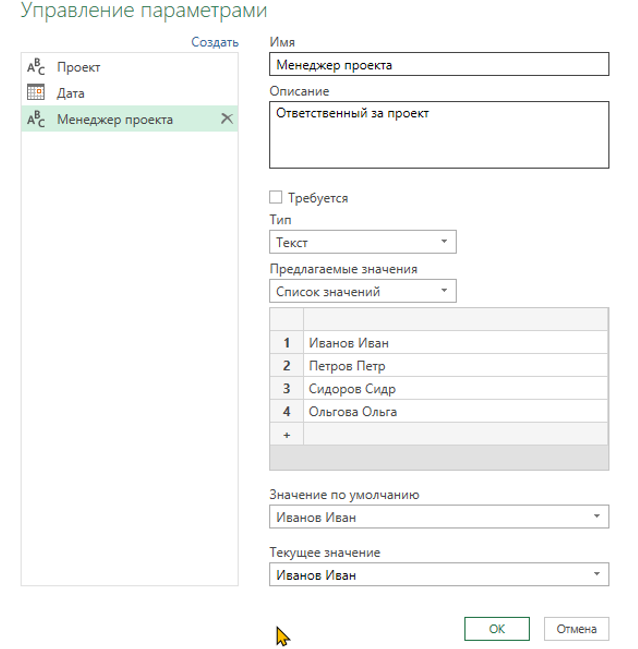 Управление параметрами
Создать
ABC Проект
Дата
ABC Менеджер проекта
Имя
Менеджер проекта
Описание
Ответственный за проект
Требуется
Тип
Текст
Предлагаемые значения
Список значений
1 Иванов Иван
2 Петров Петр
3 Сидоров Сидр
4 Ольгова Ольга
+
Значение по умолчанию
Иванов Иван
Текущее значение
Иванов Иван
ОК Отмена